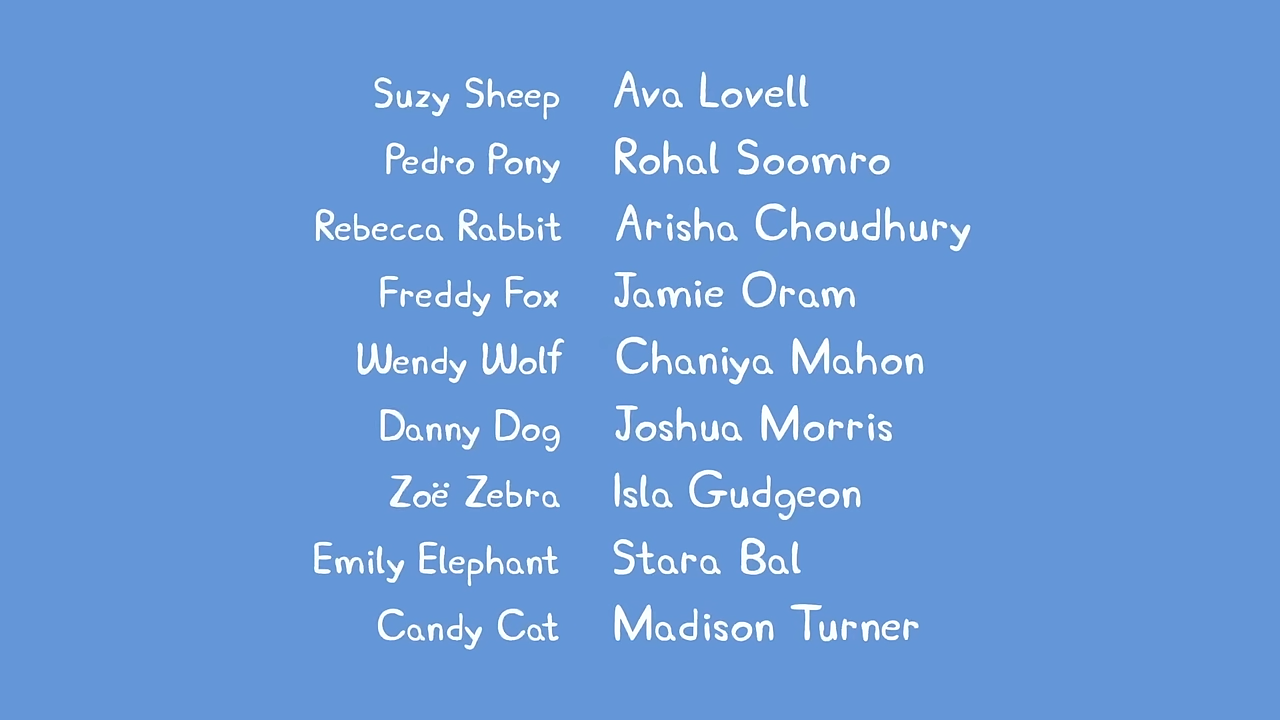 Suzy Sheep Ava Lovell
Pedro Pony Rohal Soomro
Rebecca Rabbit Arisha Choudhury
Freddy Fox Jamie Oram
Wendy Wolf Chaniya Mahon
Danny Dog Joshua Morris
Zoë Zebra Isla Gudgeon
Emily Elephant Stara Bal
Candy Cat Madison Turner